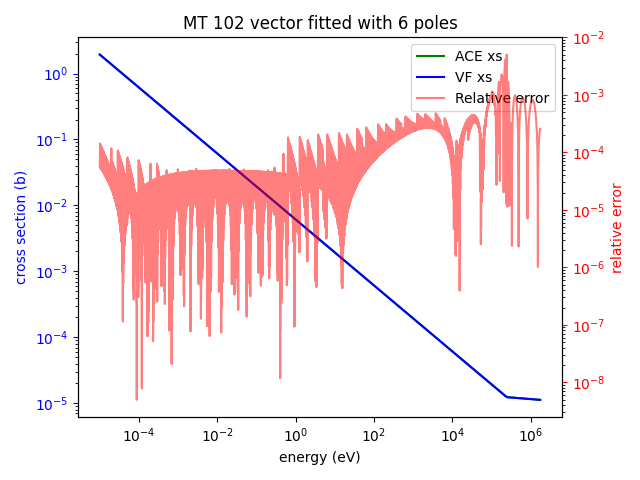 MT 102 vector fitted with 6 poles
ACE xs
VF xs
Relative error
cross section (b)
10^0
10^-1
10^-2
10^-3
10^-4
10^-5
10^-2
10^-3
10^-4
10^-5
10^-6
10^-7
10^-8
relative error
10^-4
10^-2
10^0
10^2
10^4
10^6
energy (eV)